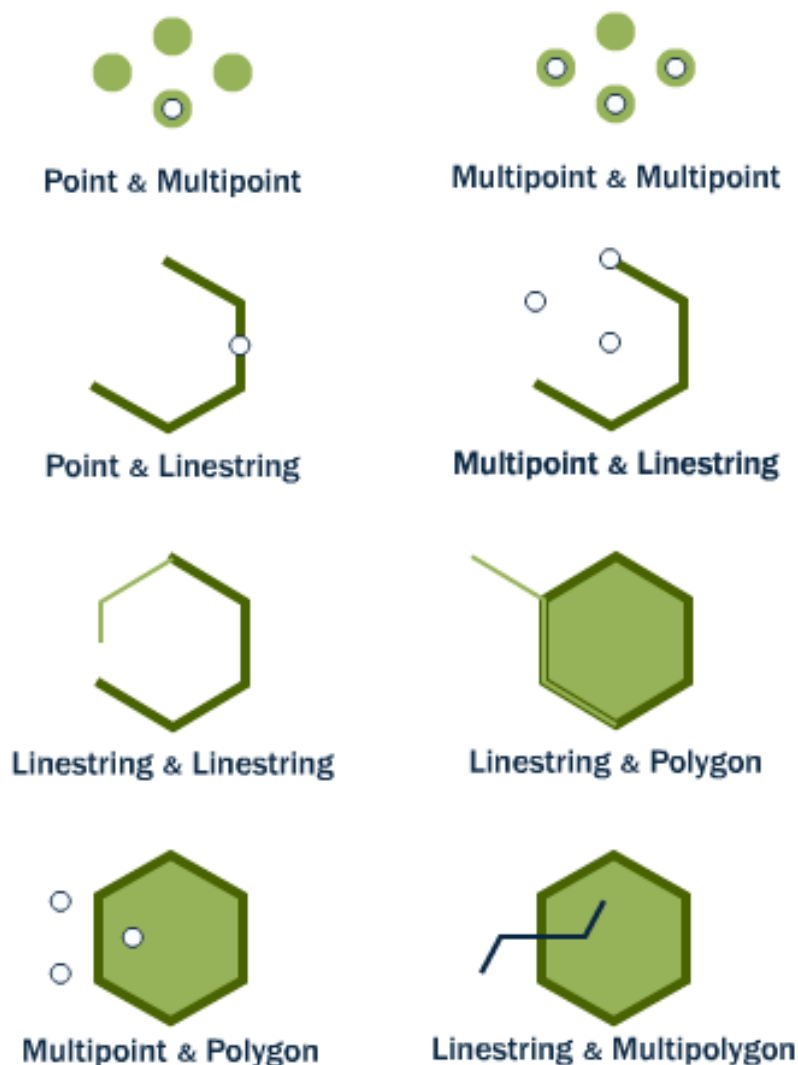 Point & Multipoint
Multipoint & Multipoint
Point & Linestring
Multipoint & Linestring
Linestring & Linestring
Linestring & Polygon
Multipoint & Polygon
Linestring & Multipolygon